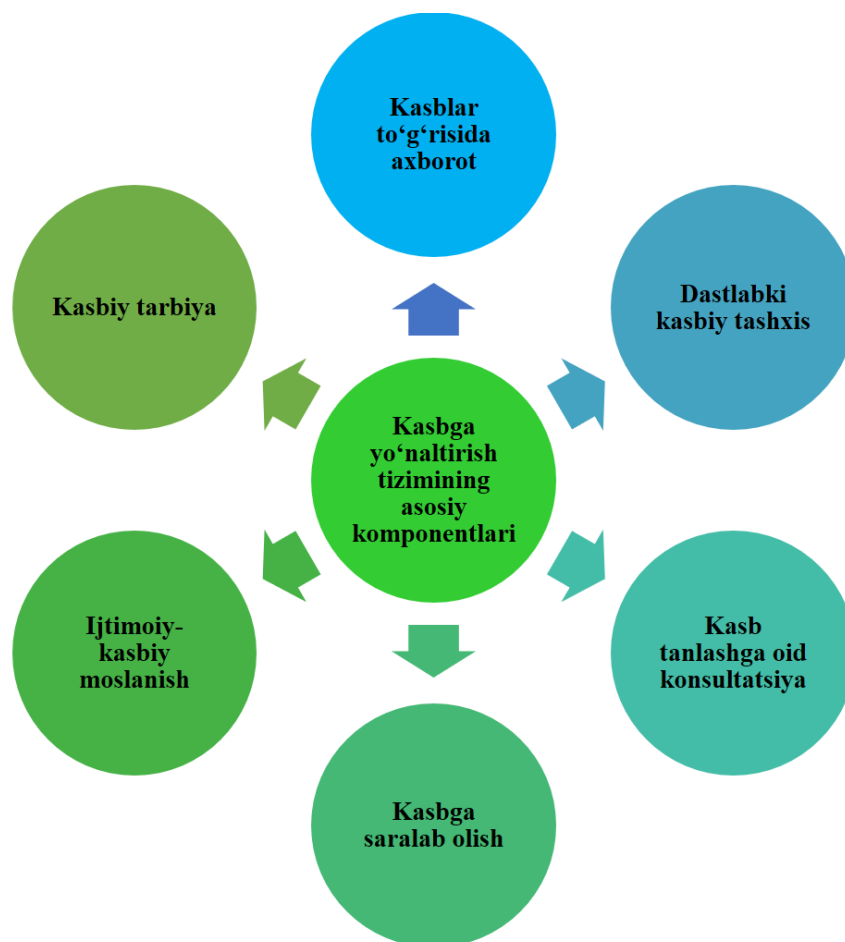 Kasblar
to‘g‘risida
axborot
Kasbiy tarbiya
Dastlabki
kasbiy tashxis
Kasbga
yo‘naltirish
tizimining
asosiy
komponentlari
Ijtimoiy-
kasbiy
moslanish
Kasb
tanlashga oid
konsultatsiya
Kasbga
saralab olish